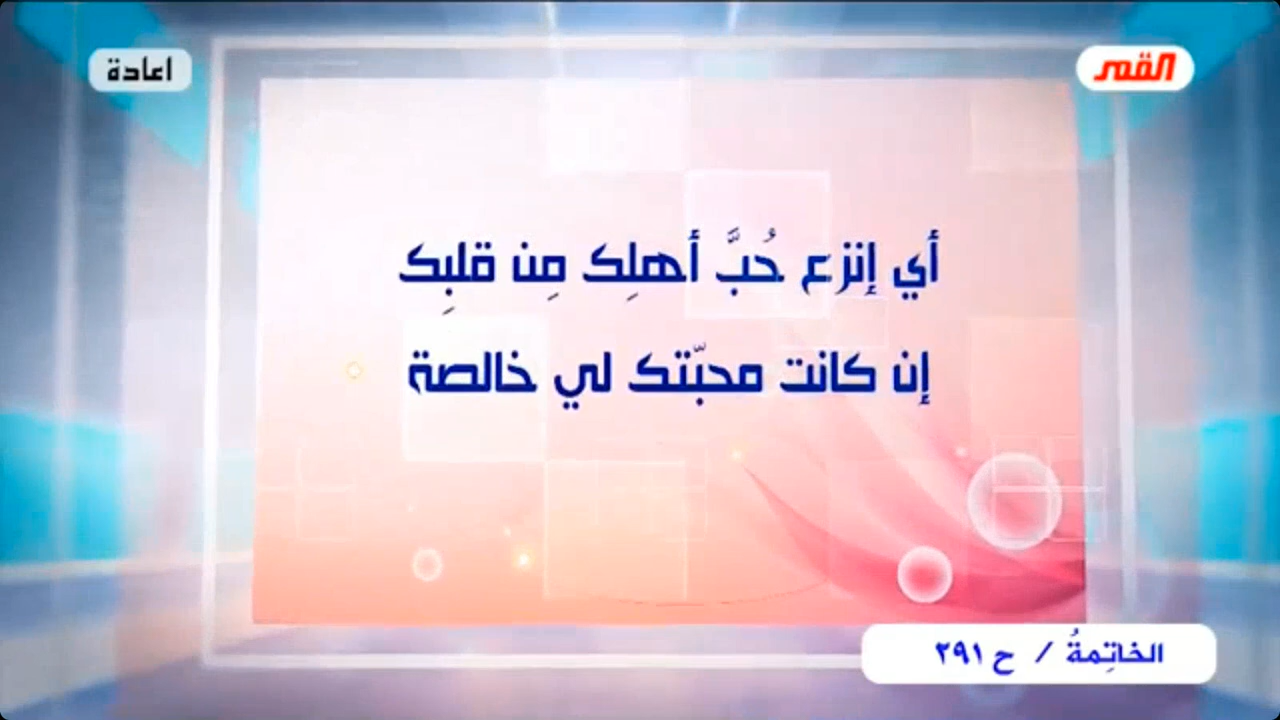 القمر
اعادة
أي إنزع حُبَّ أهلِك مِن قلبِك
إن كانت محبّتك لي خالصة
الخاتِمةُ / ح ٢٩١